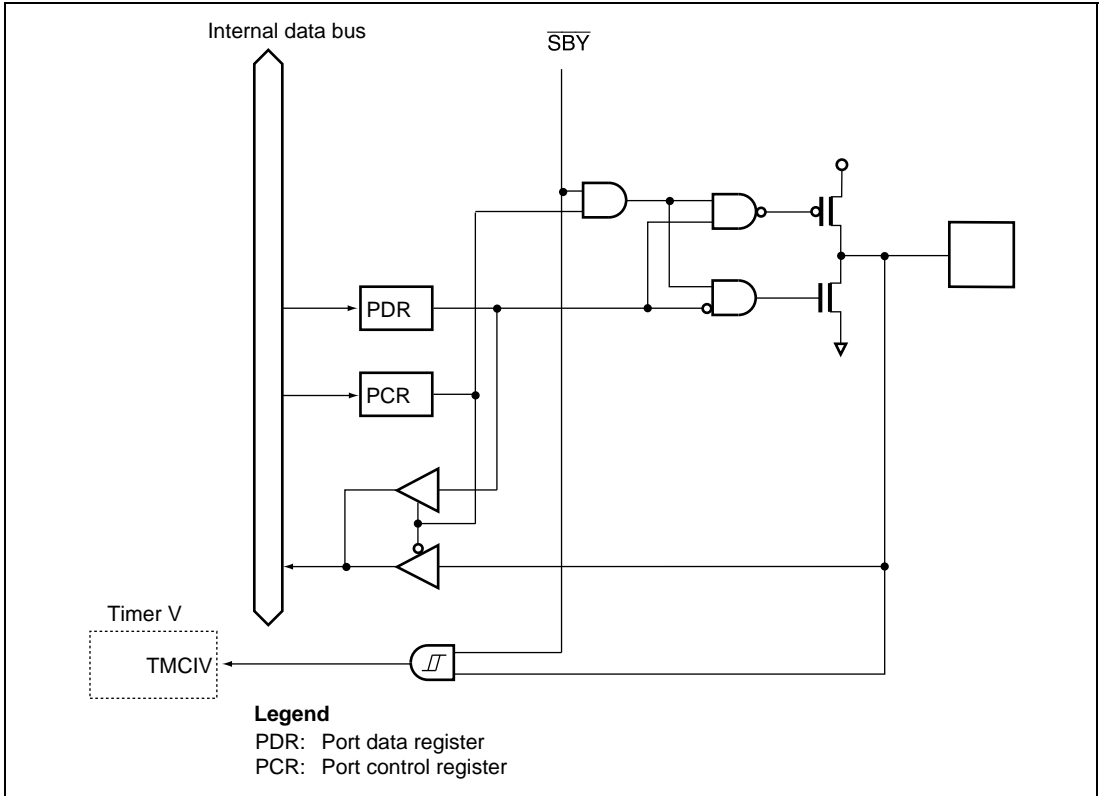 Internal data bus
SBY
PDR
PCR
Timer V
TMCIV
Legend
PDR: Port data register
PCR: Port control register